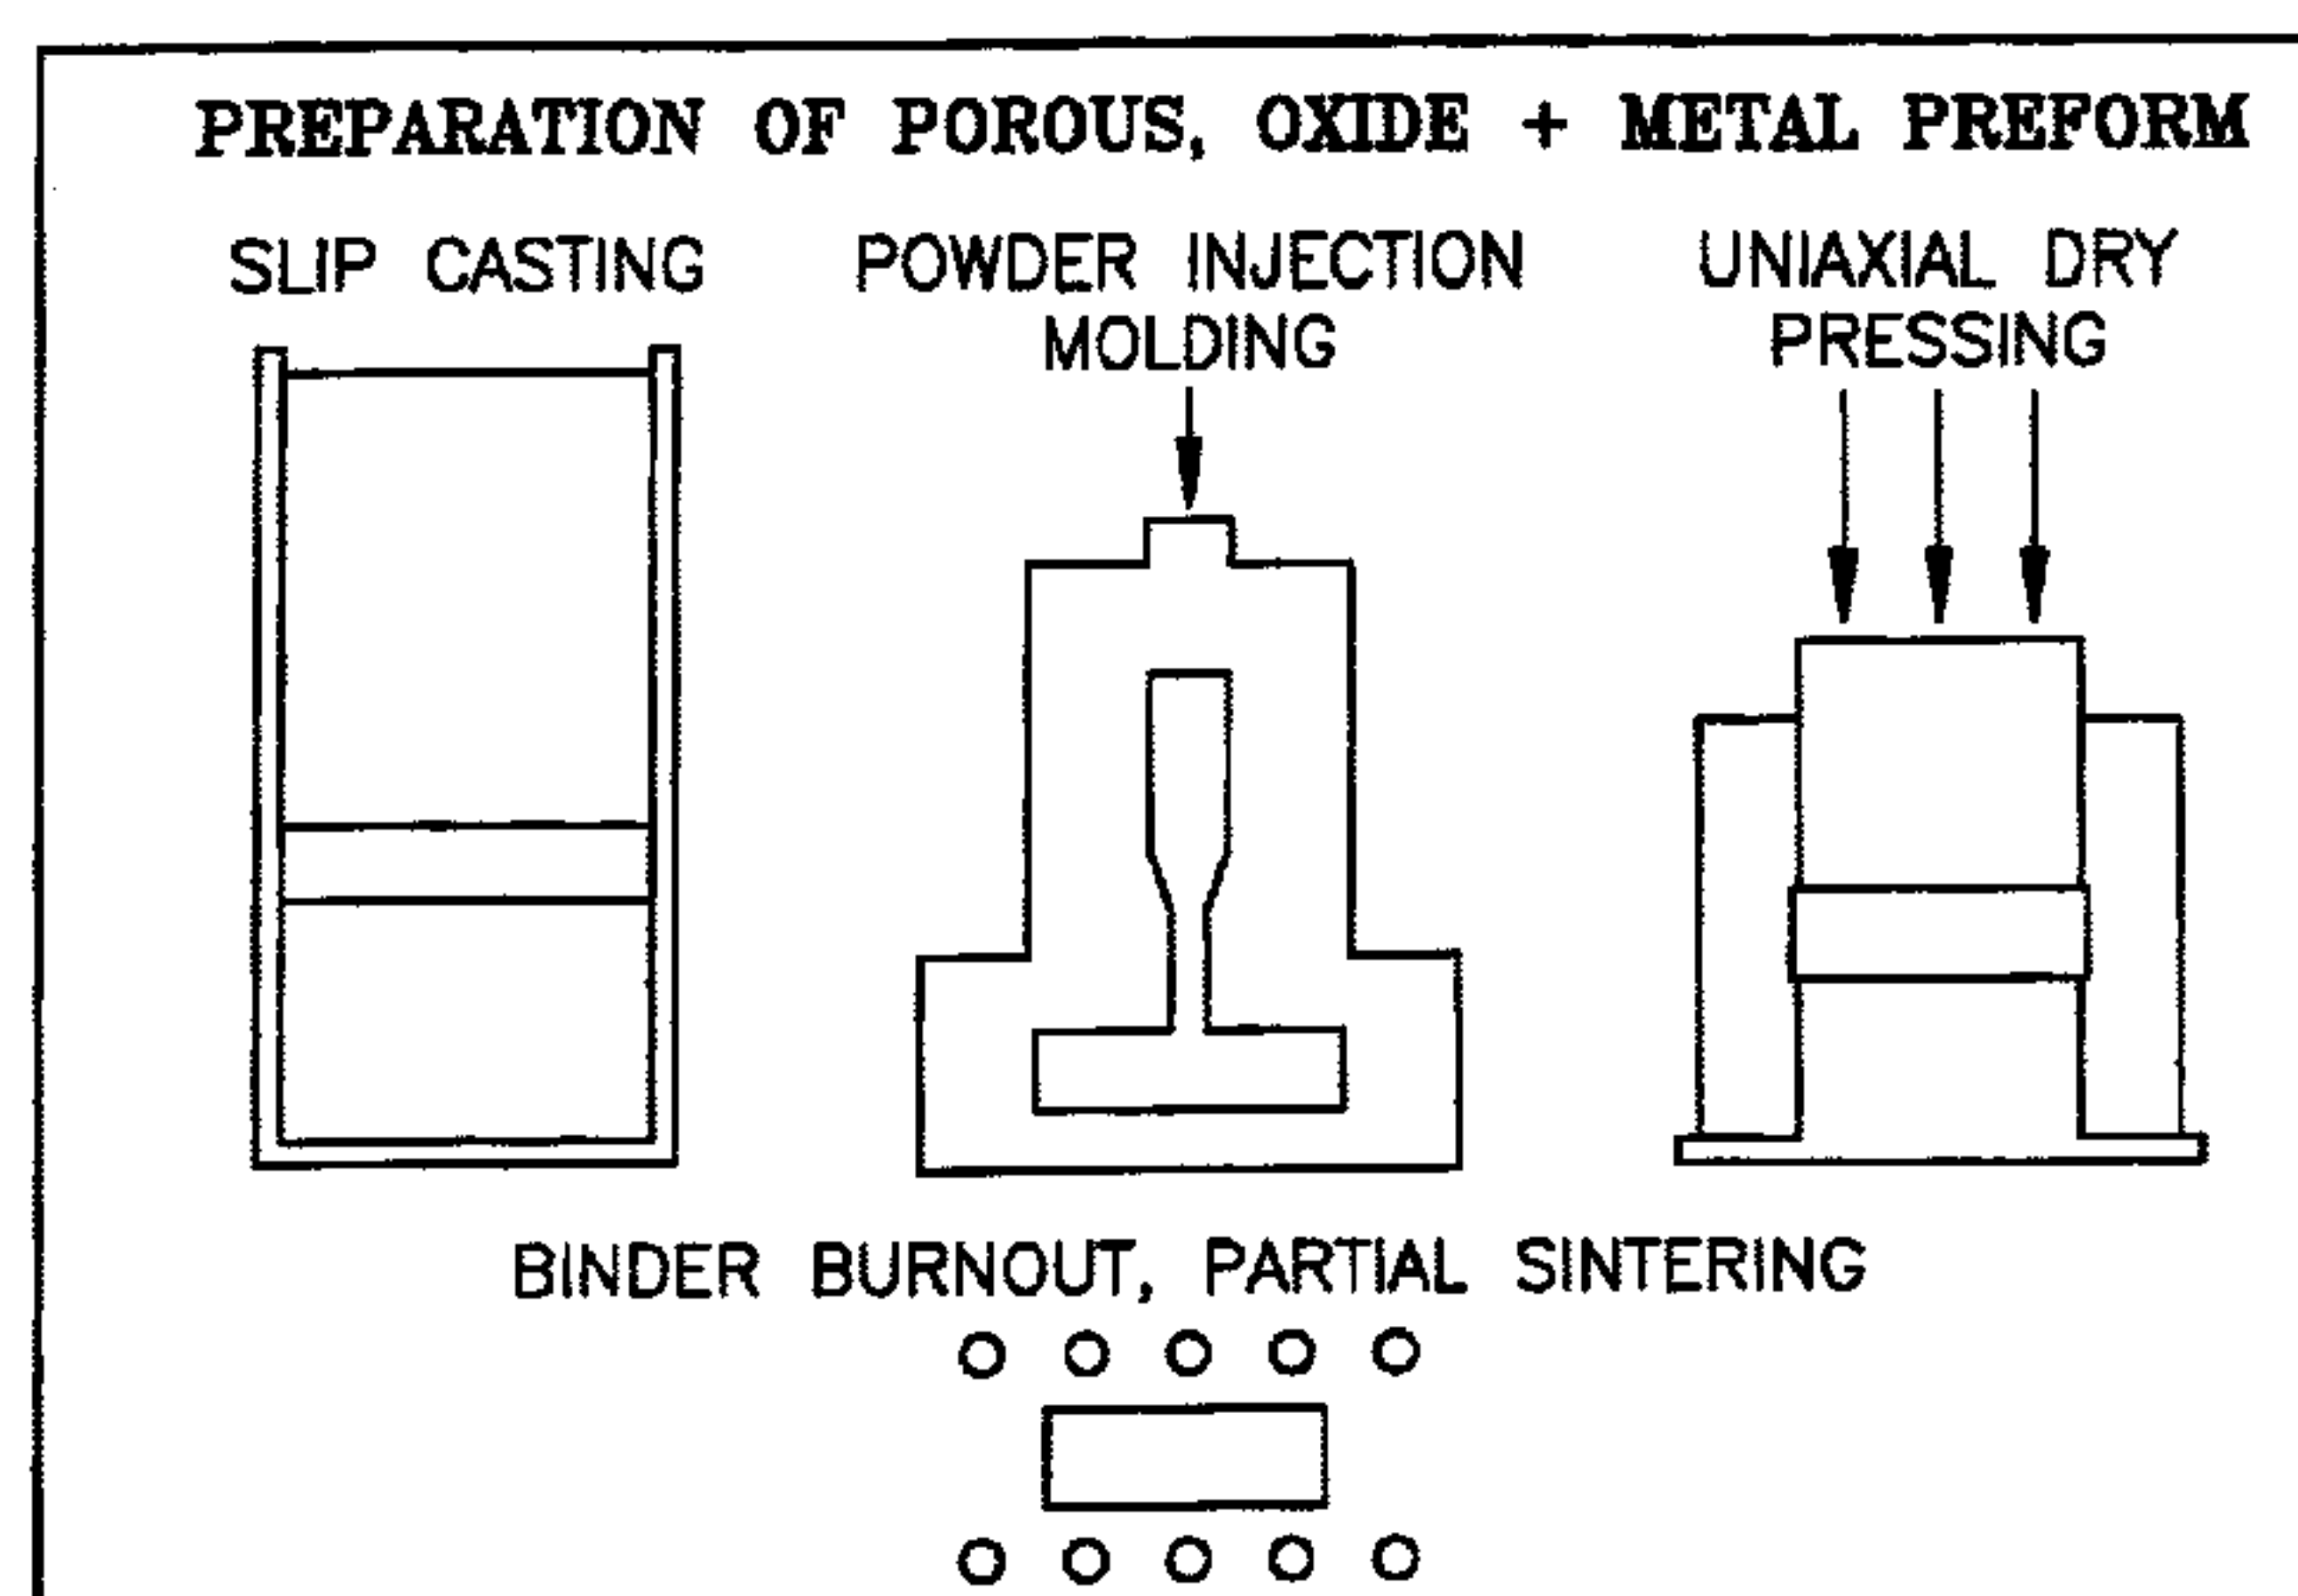 PREPARATION OF POROUS, OXIDE + METAL PREFORM
SLIP CASTING
POWDER INJECTION
MOLDING
UNIAXIAL DRY
PRESSING
BINDER BURNOUT, PARTIAL SINTERING